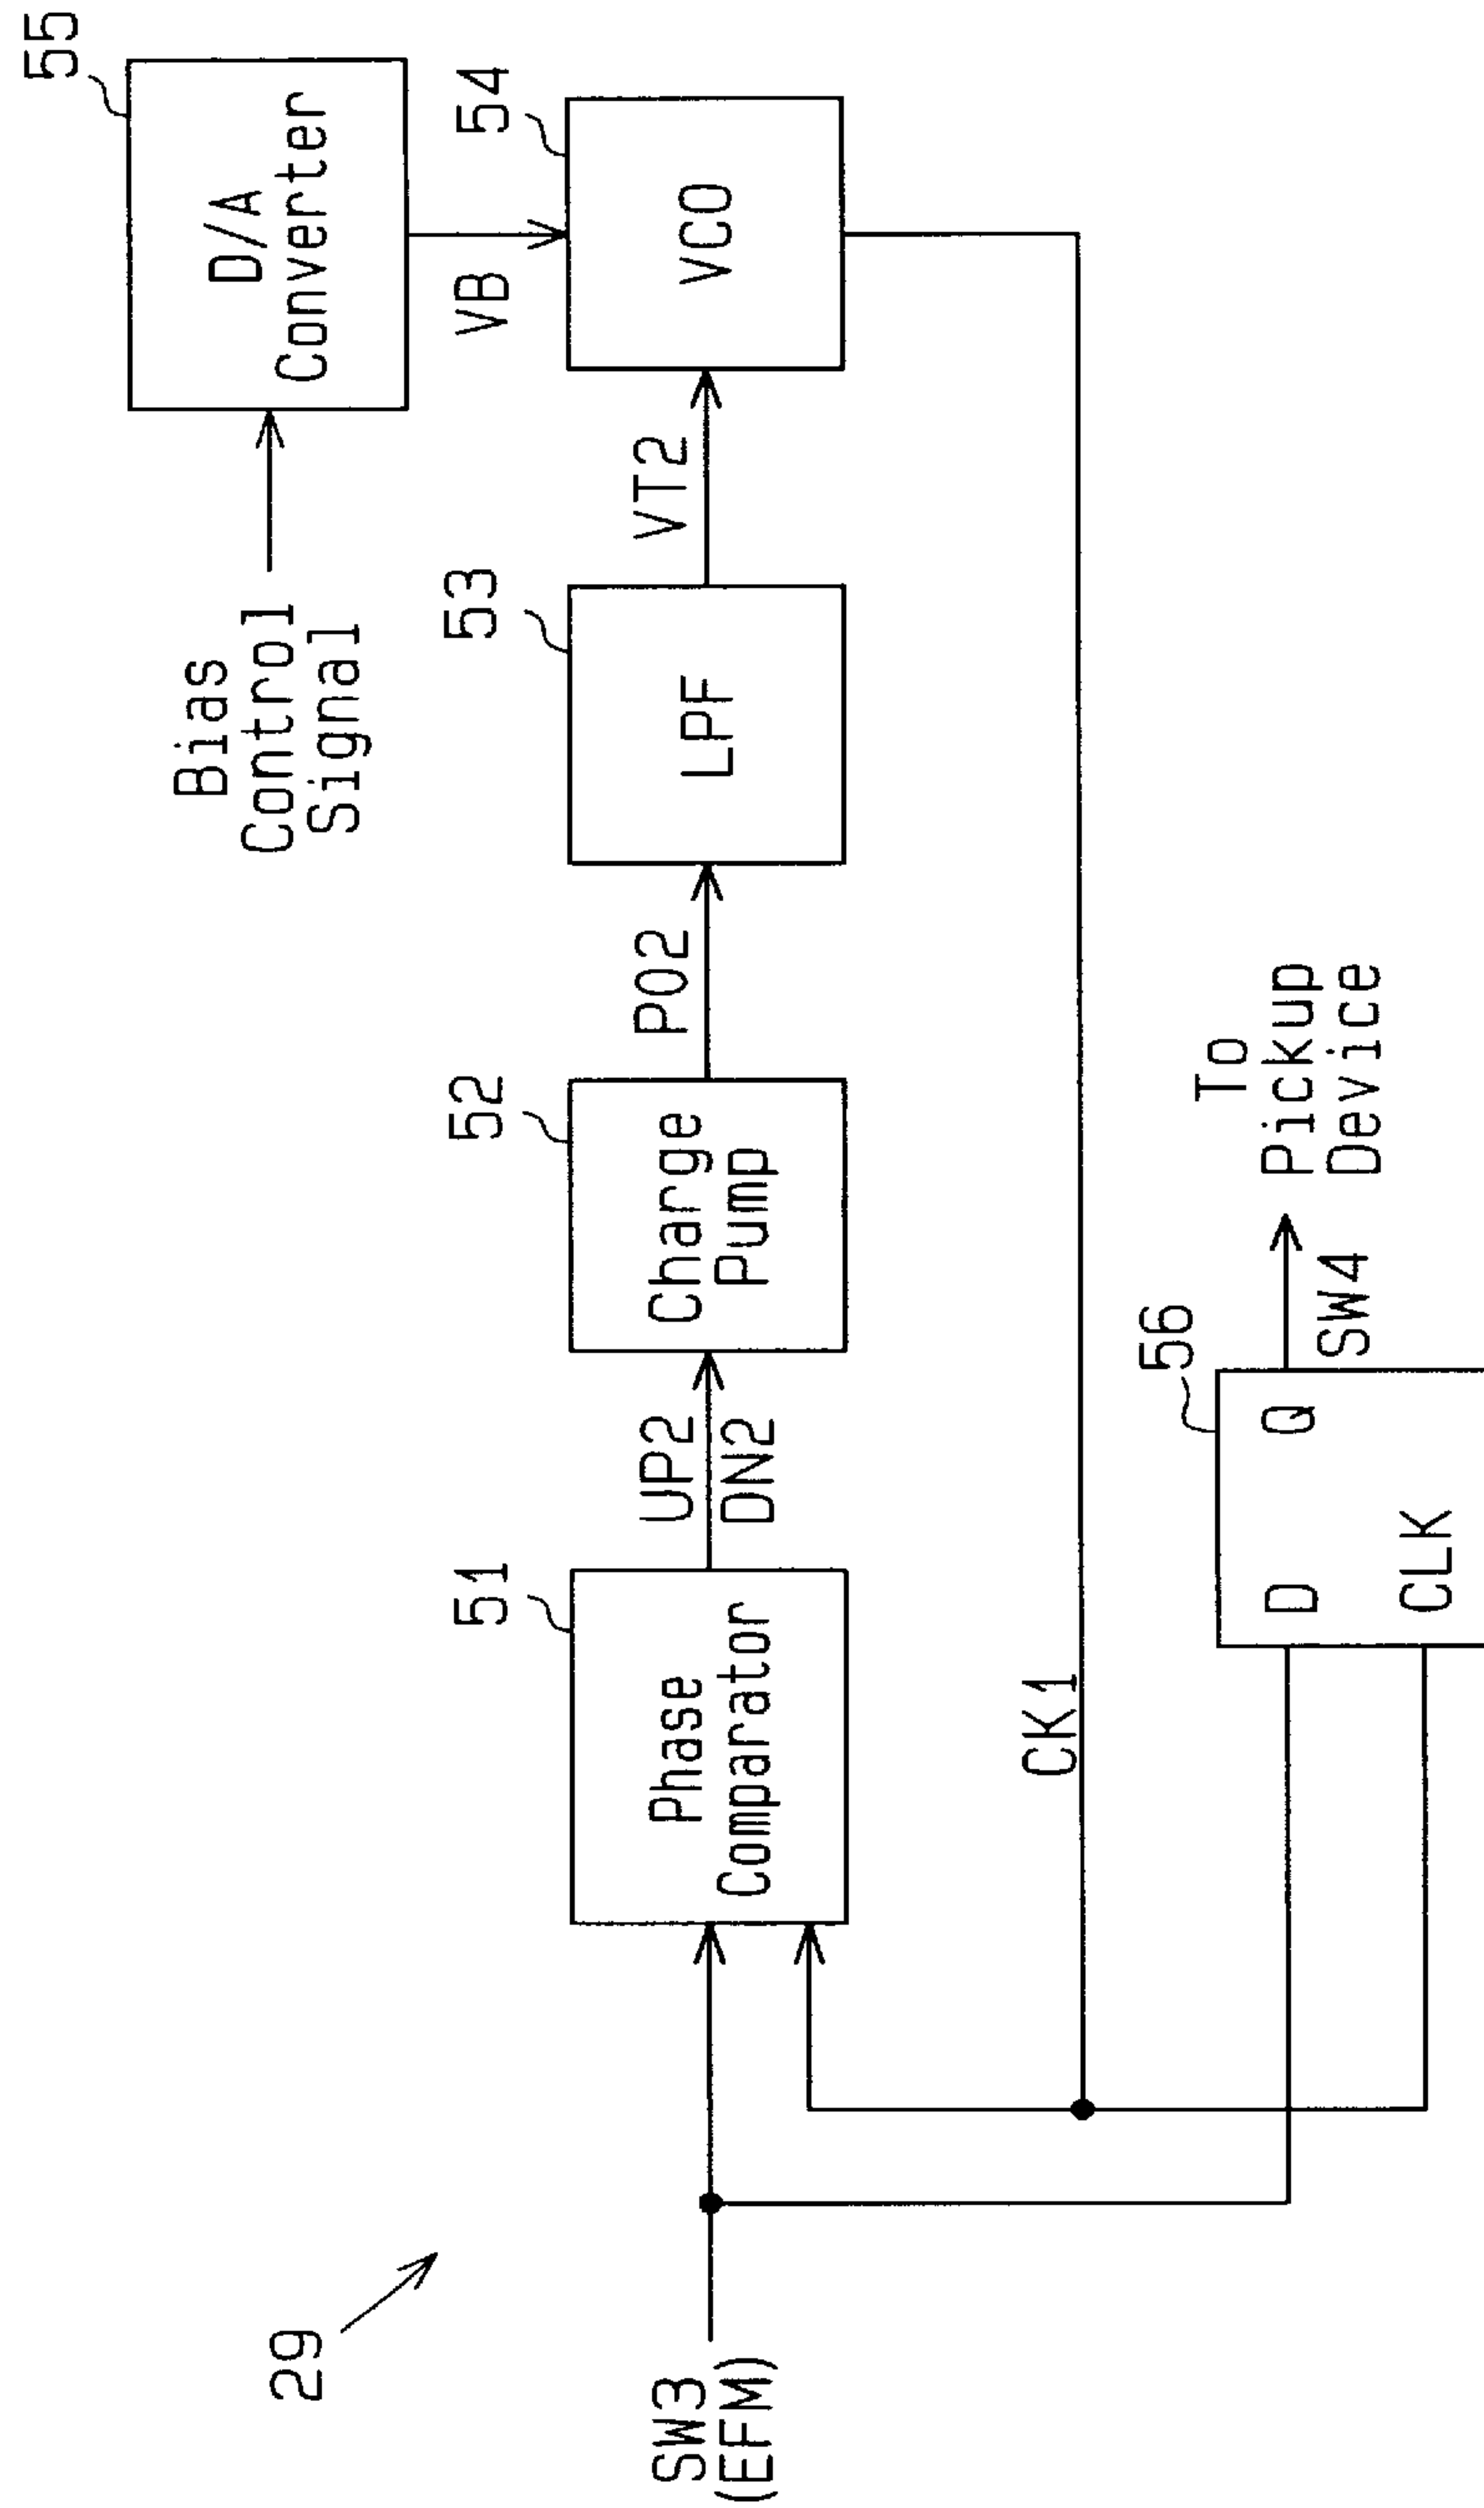 55
D/A
Converter
Bias
Control
Signal
VB
54
VCO
VT2
53
LPF
PO2
52
Charge
Pump
UP2
DN2
51
Phase
Comparator
29
SW3
(EFM)
CK1
56
D
Q
CLK
SW4
To
Pickup
Device